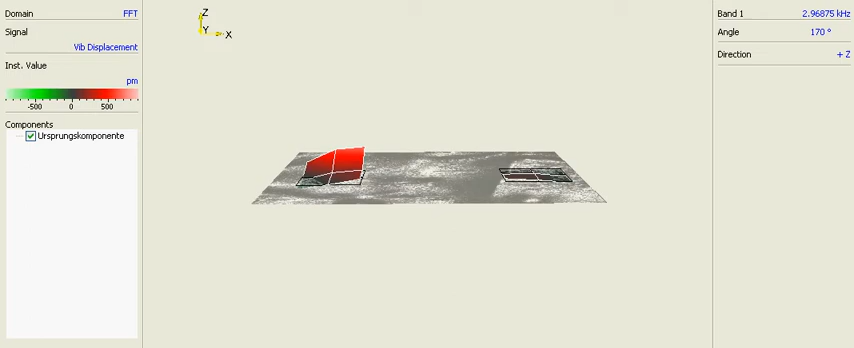 Domain FFT
Signal
Vib Displacement
Inst. Value
pm
-500 0 500
Components
Ursprungskomponente
Z
Y X
Band 1 2.96875 kHz
Angle 170 °
Direction + Z